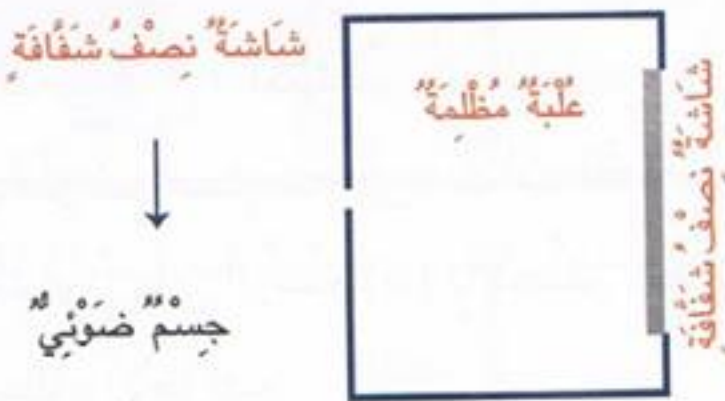 شَاشَةٌ نِصْفُ شَفَّافَةٍ
عُلْبَةٌ مُظْلِمَةٌ
شَاشَةٌ نِصْفُ شَفَّافَةٍ
جِسْمٌ ضَوْئِيٌّ